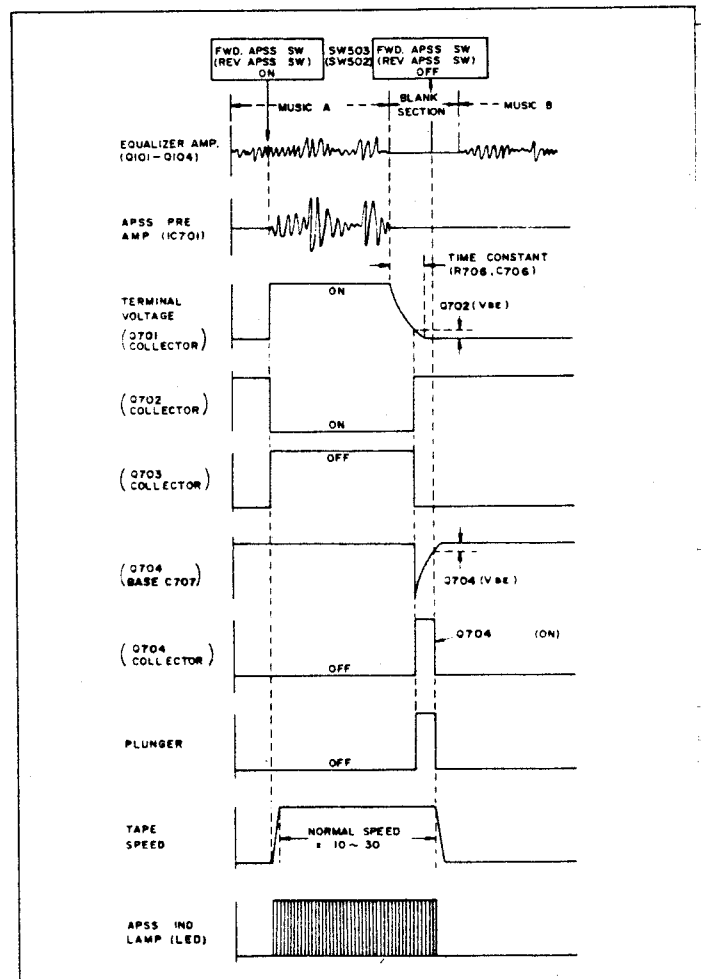 FWD. APSS SW
(REV APSS SW)
ON
SW503
(SW502)
FWD. APSS SW
(REV APSS SW)
OFF
MUSIC A
BLANK
SECTION
MUSIC B
EQUALIZER AMP.
(Q101-Q104)
APSS PRE
AMP (IC701)
TIME CONSTANT
(R706, C706)
ON
Q702 (VBE)
TERMINAL
VOLTAGE
(Q701
COLLECTOR)
(Q702
COLLECTOR)
ON
OFF
(Q703
COLLECTOR)
(Q704
BASE C707)
Q704 (VBE)
(Q704
COLLECTOR)
OFF
Q704 (ON)
PLUNGER
OFF
TAPE
SPEED
NORMAL SPEED
x 10~30
APSS IND
LAMP (LED)